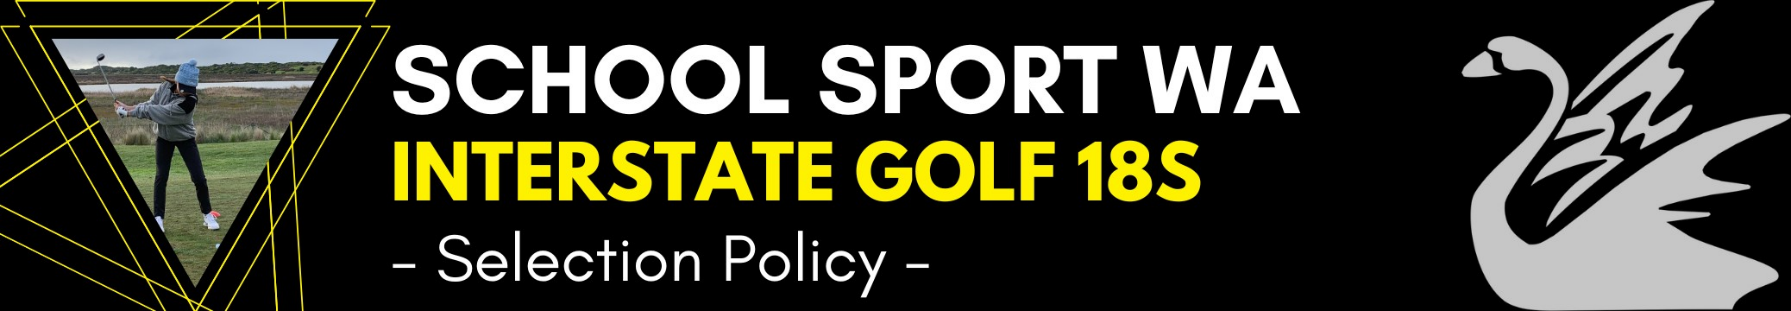 SCHOOL SPORT WA
INTERSTATE GOLF 18S
- Selection Policy -